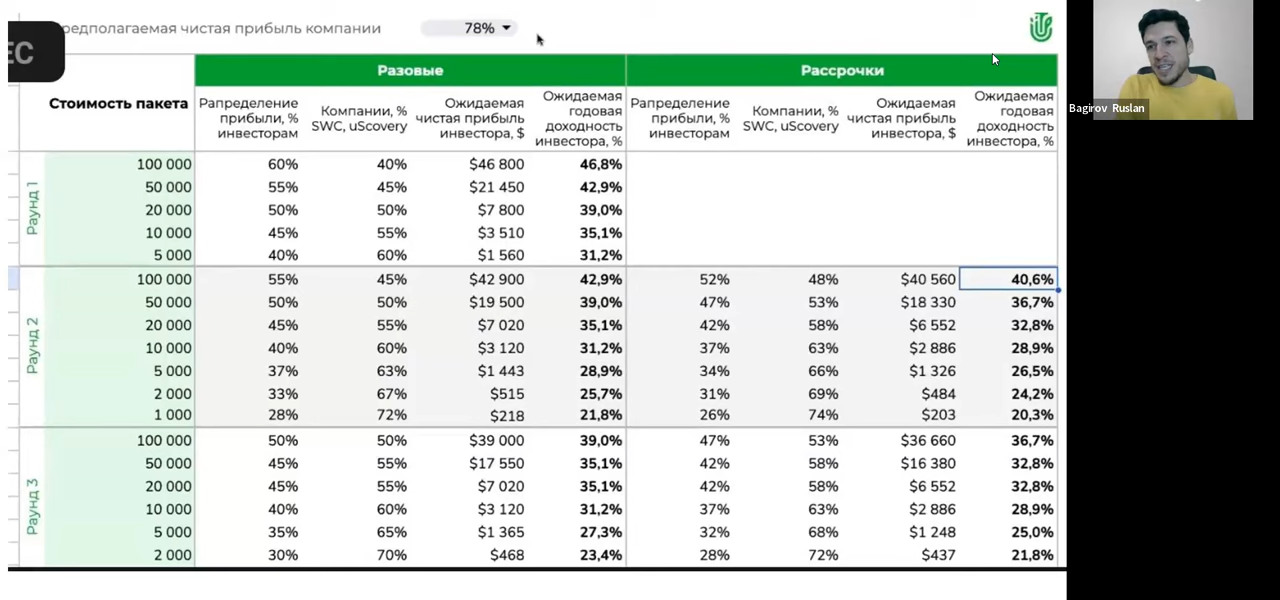 редполагаемая чистая прибыль компании 78%
ЕС
Разовые Рассрочки
Стоимость пакета Рапределение прибыли, % инвесторам Компании, % SWC, uScovery Ожидаемая чистая прибыль инвестора, $ Ожидаемая годовая доходность инвестора, % Рапределение прибыли, % инвесторам Компании, % SWC, uScovery Ожидаемая чистая прибыль инвестора, $ Ожидаемая годовая доходность инвестора, %
Раунд 1
100 000 60% 40% $46 800 46,8%
50 000 55% 45% $21 450 42,9%
20 000 50% 50% $7 800 39,0%
10 000 45% 55% $3 510 35,1%
5 000 40% 60% $1 560 31,2%
Раунд 2
100 000 55% 45% $42 900 42,9% 52% 48% $40 560 40,6%
50 000 50% 50% $19 500 39,0% 47% 53% $18 330 36,7%
20 000 45% 55% $7 020 35,1% 42% 58% $6 552 32,8%
10 000 40% 60% $3 120 31,2% 37% 63% $2 886 28,9%
5 000 37% 63% $1 443 28,9% 34% 66% $1 326 26,5%
2 000 33% 67% $515 25,7% 31% 69% $484 24,2%
1 000 28% 72% $218 21,8% 26% 74% $203 20,3%
Раунд 3
100 000 50% 50% $39 000 39,0% 47% 53% $36 660 36,7%
50 000 45% 55% $17 550 35,1% 42% 58% $16 380 32,8%
20 000 45% 55% $7 020 35,1% 42% 58% $6 552 32,8%
10 000 40% 60% $3 120 31,2% 37% 63% $2 886 28,9%
5 000 35% 65% $1 365 27,3% 32% 68% $1 248 25,0%
2 000 30% 70% $468 23,4% 28% 72% $437 21,8%
Bagirov Ruslan